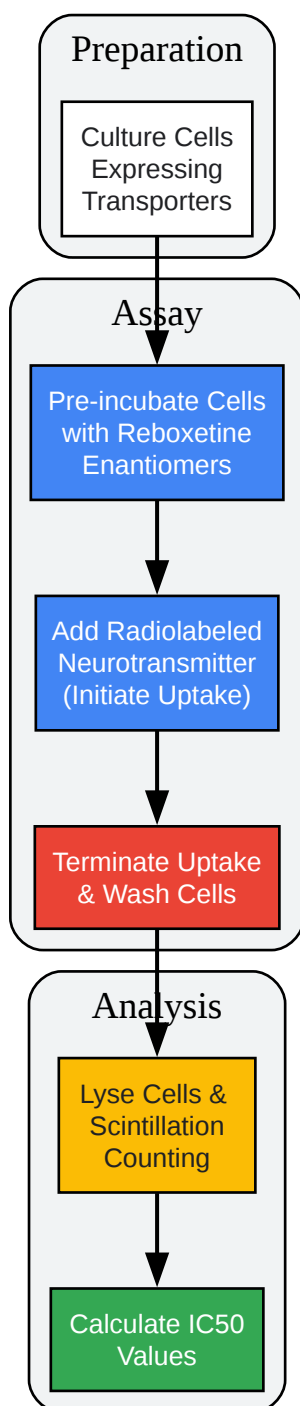 Preparation
Culture Cells
Expressing
Transporters
Assay
Pre-incubate Cells
with Reboxetine
Enantiomers
Add Radiolabeled
Neurotransmitter
(Initiate Uptake)
Terminate Uptake
& Wash Cells
Analysis
Lyse Cells &
Scintillation
Counting
Calculate IC50
Values